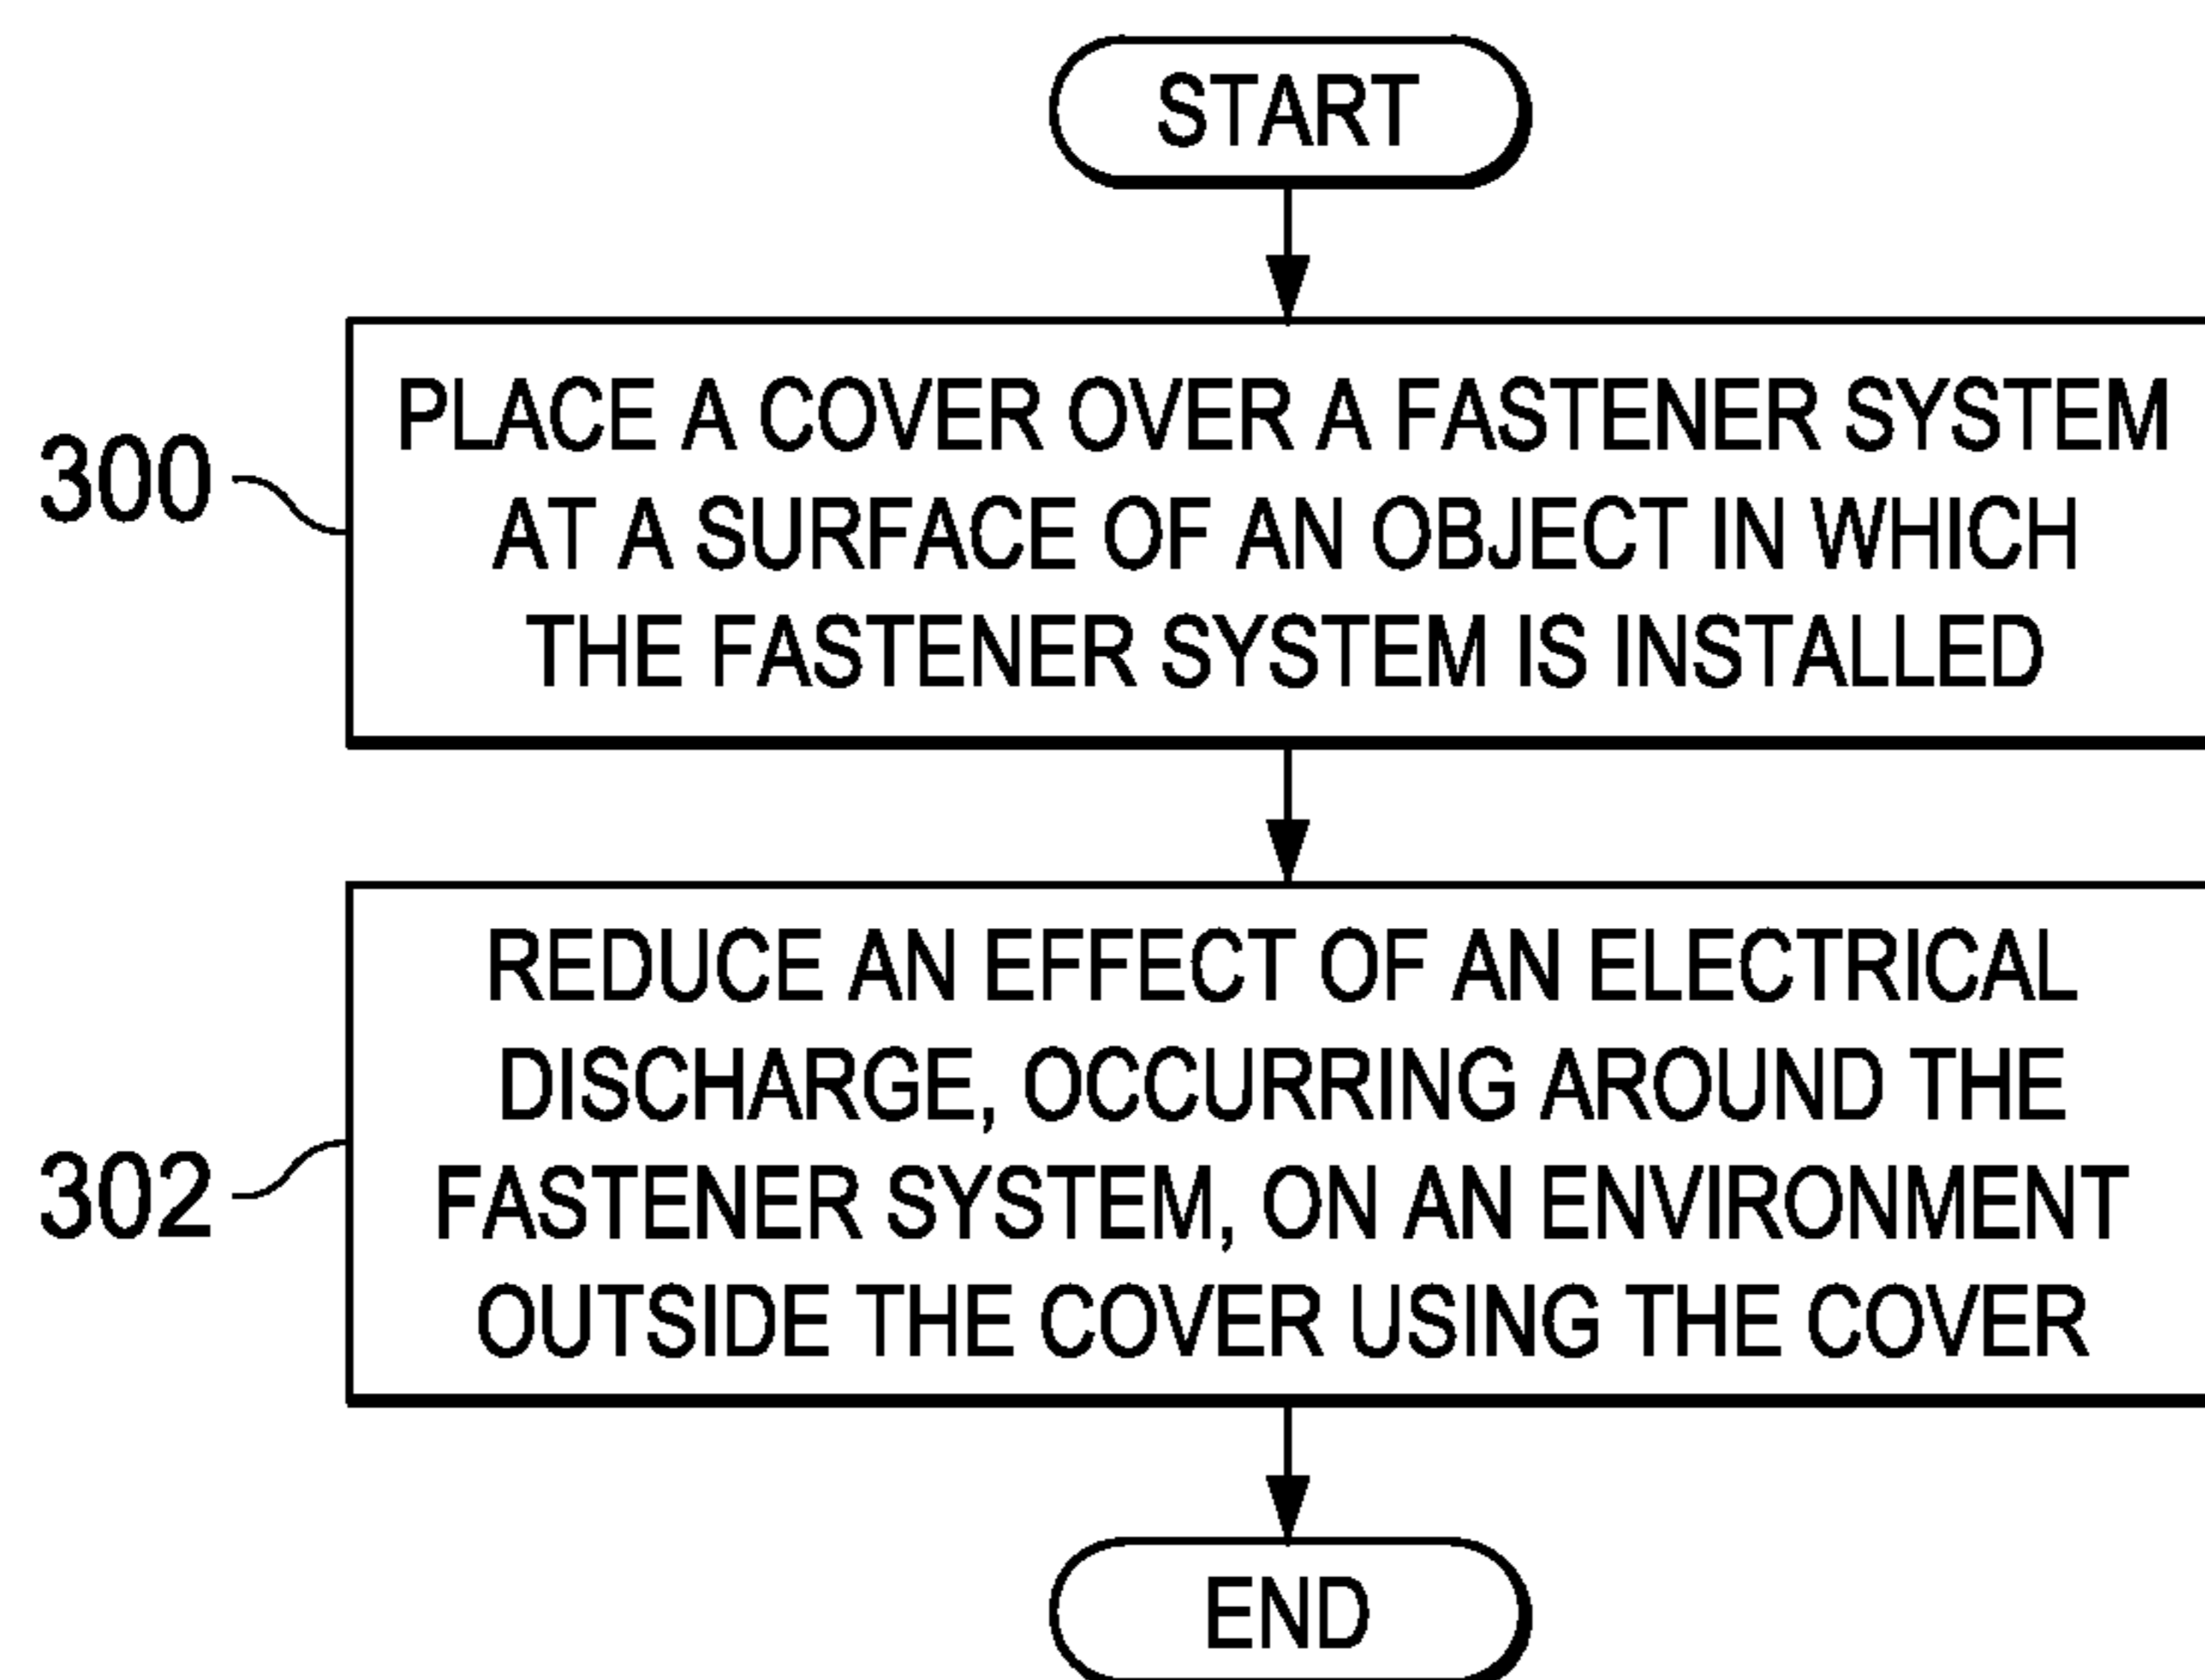 START
300
PLACE A COVER OVER A FASTENER SYSTEM
AT A SURFACE OF AN OBJECT IN WHICH
THE FASTENER SYSTEM IS INSTALLED
302
REDUCE AN EFFECT OF AN ELECTRICAL
DISCHARGE, OCCURRING AROUND THE
FASTENER SYSTEM, ON AN ENVIRONMENT
OUTSIDE THE COVER USING THE COVER
END